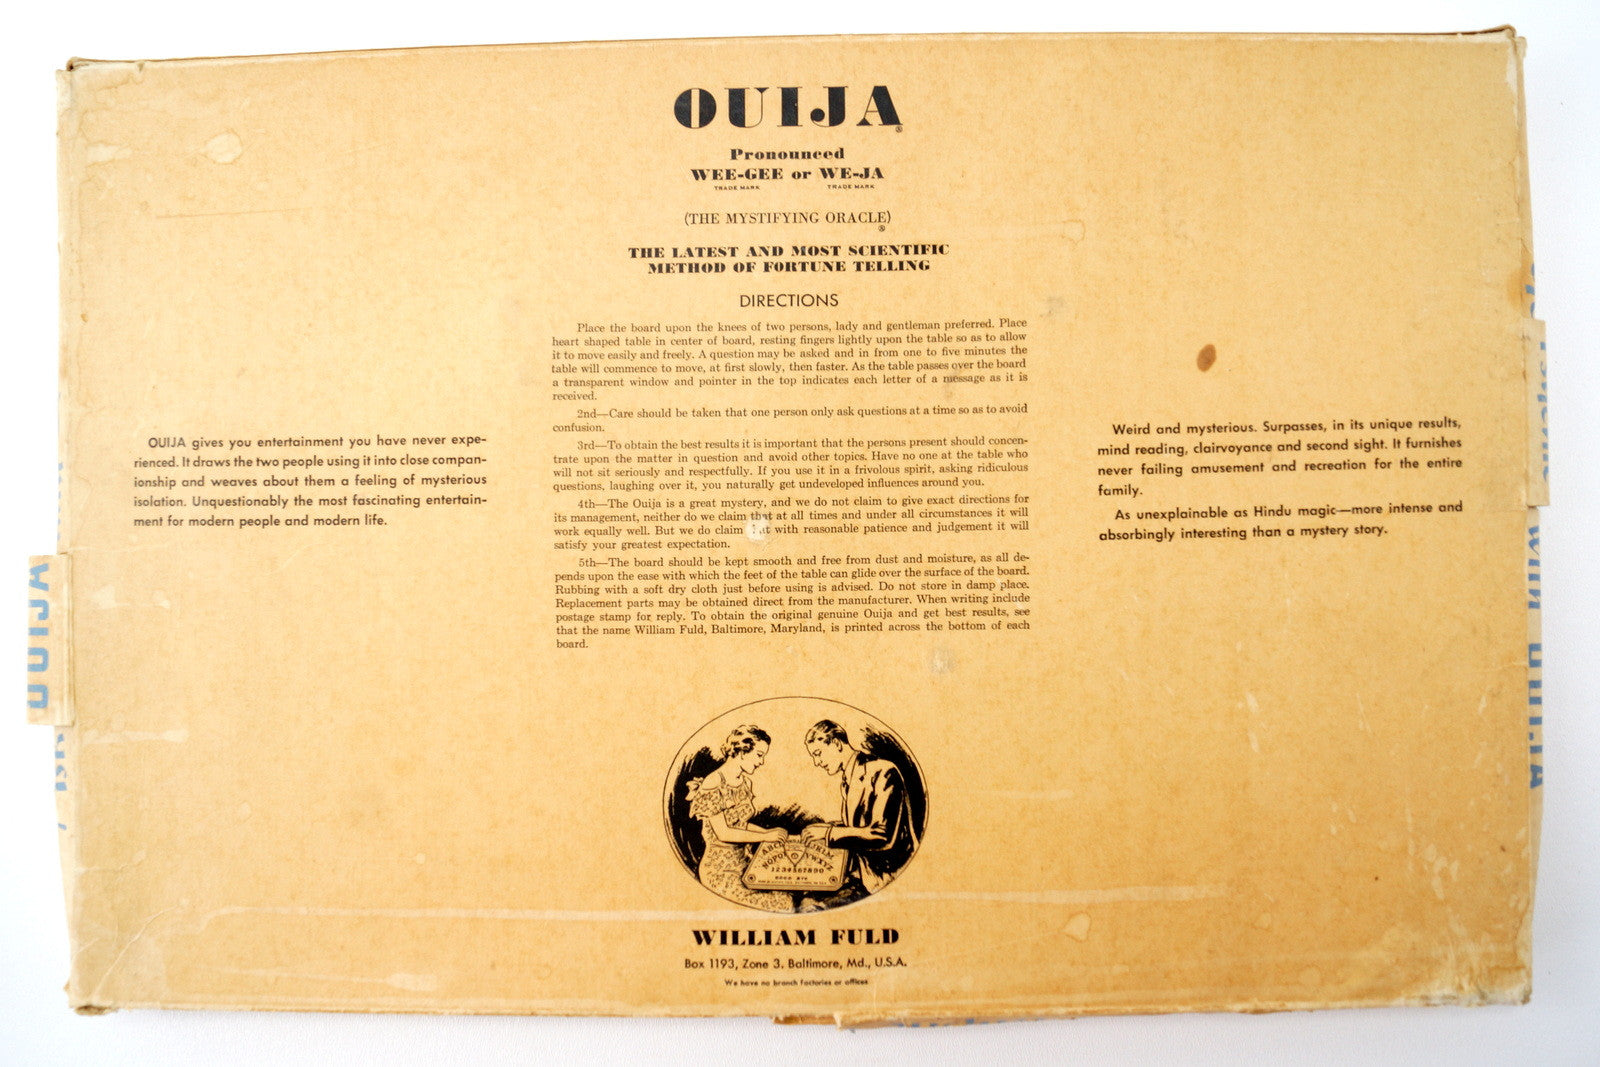 OUIJA
®
Pronounced
WEE-GEE or WE-JA
TRADE MARK TRADE MARK
(THE MYSTIFYING ORACLE)
®
THE LATEST AND MOST SCIENTIFIC
METHOD OF FORTUNE TELLING
DIRECTIONS
Place the board upon the knees of two persons, lady and gentleman preferred. Place
heart shaped table in center of board, resting fingers lightly upon the table so as to allow
it to move easily and freely. A question may be asked and in from one to five minutes the
table will commence to move, at first slowly, then faster. As the table passes over the board
a transparent window and pointer in the top indicates each letter of a message as it is
received.
2nd—Care should be taken that one person only ask questions at a time so as to avoid
confusion.
3rd—To obtain the best results it is important that the persons present should concen-
trate upon the matter in question and avoid other topics. Have no one at the table who
will not sit seriously and respectfully. If you use it in a frivolous spirit, asking ridiculous
questions, laughing over it, you naturally get undeveloped influences around you.
4th—The Ouija is a great mystery, and we do not claim to give exact directions for
its management, neither do we claim that at all times and under all circumstances it will
work equally well. But we do claim that with reasonable patience and judgement it will
satisfy your greatest expectation.
5th—The board should be kept smooth and free from dust and moisture, as all de-
pends upon the ease with which the feet of the table can glide over the surface of the board.
Rubbing with a soft dry cloth just before using is advised. Do not store in damp place.
Replacement parts may be obtained direct from the manufacturer. When writing include
postage stamp for reply. To obtain the original genuine Ouija and get best results, see
that the name William Fuld, Baltimore, Maryland, is printed across the bottom of each
board.
OUIJA gives you entertainment you have never expe-
rienced. It draws the two people using it into close compan-
ionship and weaves about them a feeling of mysterious
isolation. Unquestionably the most fascinating entertain-
ment for modern people and modern life.
Weird and mysterious. Surpasses, in its unique results,
mind reading, clairvoyance and second sight. It furnishes
never failing amusement and recreation for the entire
family.
As unexplainable as Hindu magic—more intense and
absorbingly interesting than a mystery story.
1234567890
WILLIAM FULD
Box 1193, Zone 3, Baltimore, Md., U.S.A.
We have no branch factories or offices
OUIJA
OUIJA